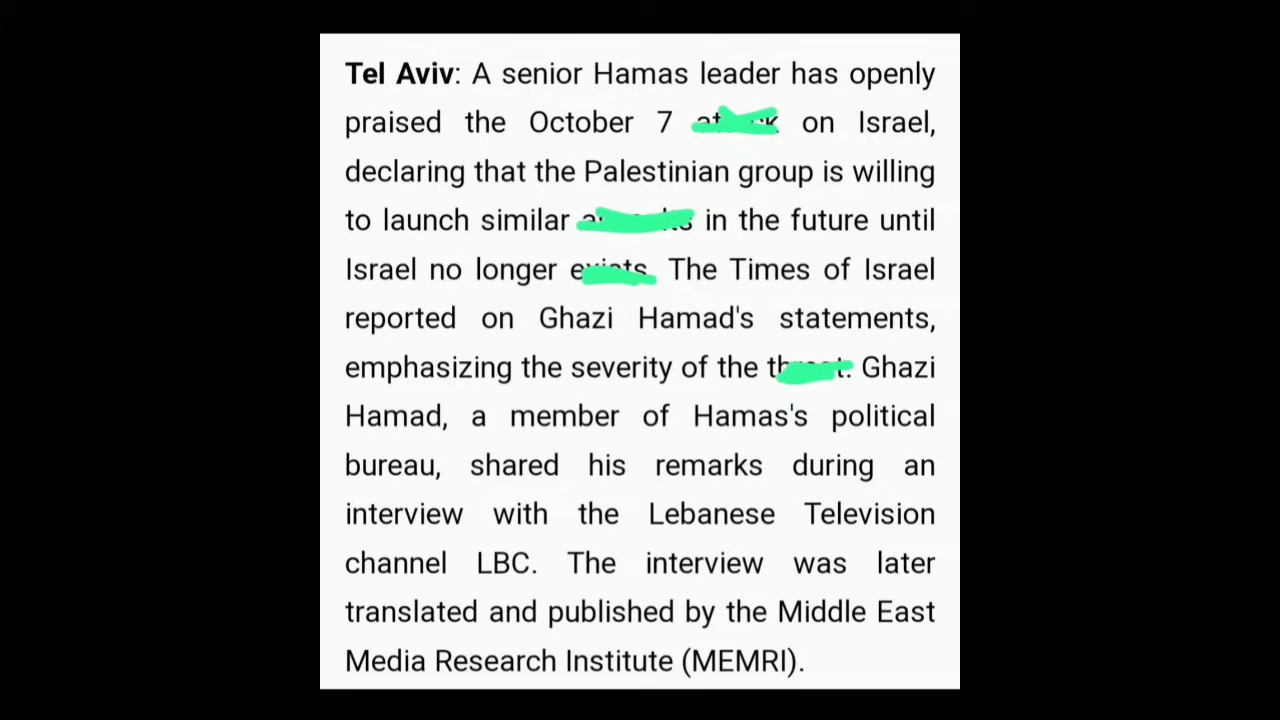 Tel Aviv: A senior Hamas leader has openly
praised the October 7 on Israel,
declaring that the Palestinian group is willing
to launch similar in the future until
Israel no longer exists. The Times of Israel
reported on Ghazi Hamad's statements,
emphasizing the severity of the threat. Ghazi
Hamad, a member of Hamas's political
bureau, shared his remarks during an
interview with the Lebanese Television
channel LBC. The interview was later
translated and published by the Middle East
Media Research Institute (MEMRI).